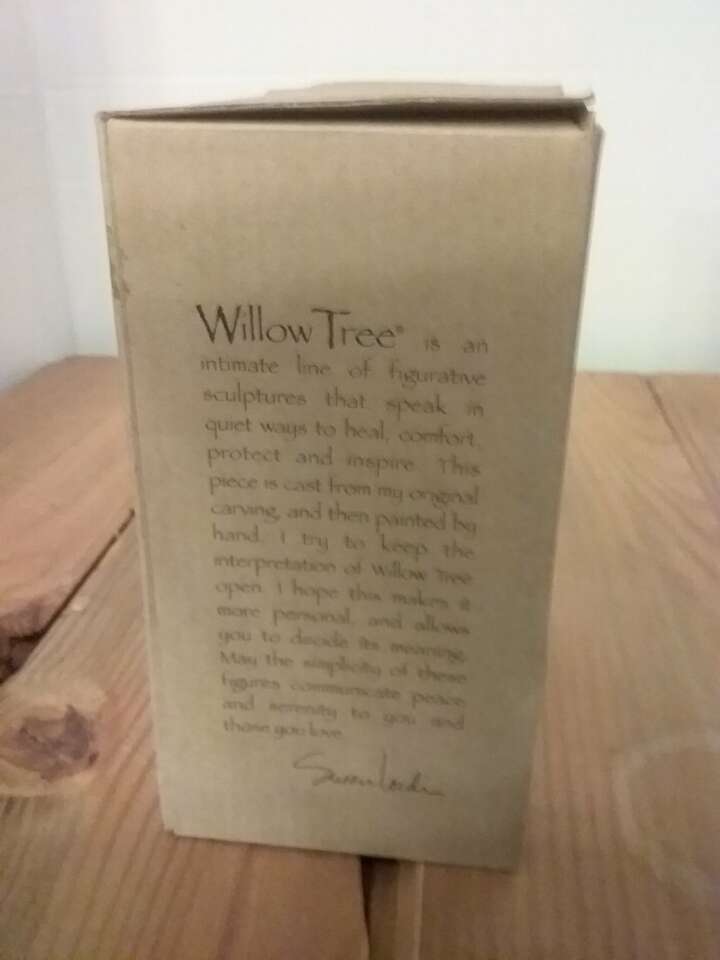 Willow Tree® is an
intimate line of figurative
sculptures that speak in
quiet ways to heal, comfort,
protect and inspire. This
piece is cast from my original
carving, and then painted by
hand. I try to keep the
interpretation of Willow Tree
open. I hope this makes it
more personal, and allows
you to decide its meaning.
May the simplicity of these
figures communicate peace
and serenity to you and
those you love.
Susan Lordi